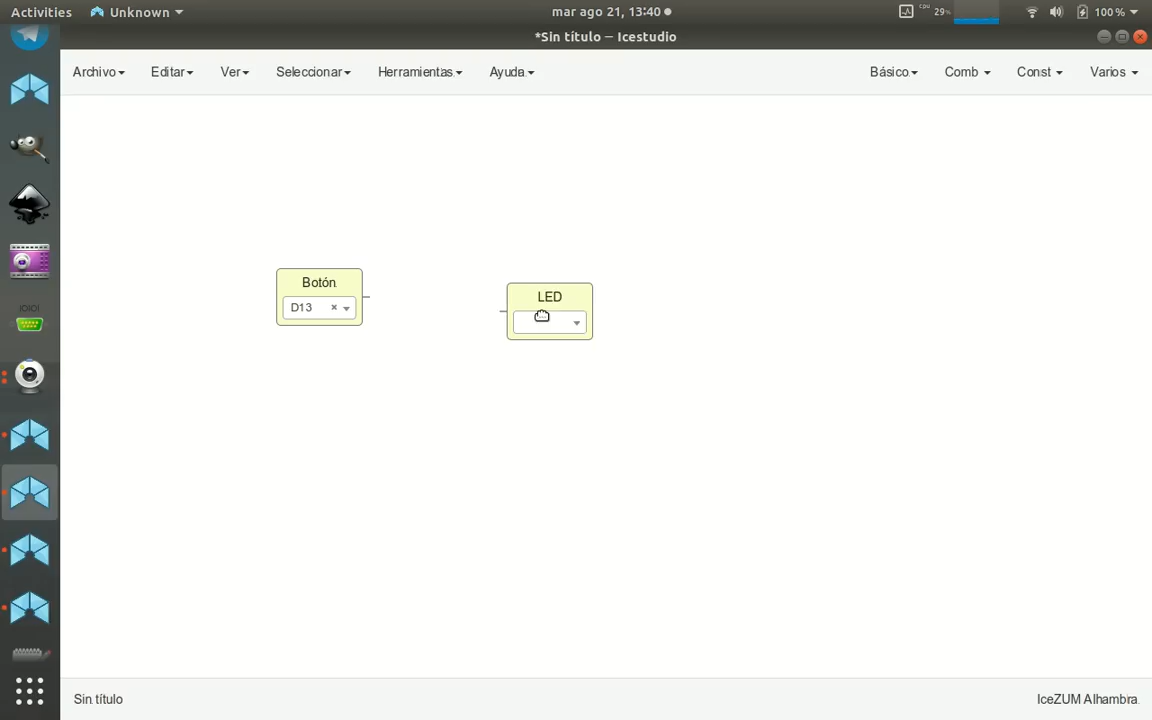 Activities Unknown mar ago 21, 13:40 cpu 29% 100%
*Sin título – Icestudio
Archivo Editar Ver Seleccionar Herramientas Ayuda Básico Comb Const Varios
Botón
D13
LED
Sin título
IceZUM Alhambra